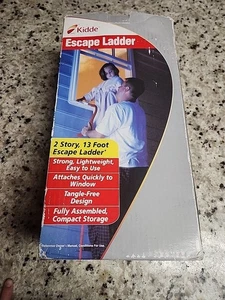 Kidde
Escape Ladder
2 Story, 13 Foot
Escape Ladder*
Strong, Lightweight,
Easy to Use
Attaches Quickly to
Window
Tangle-Free
Design
Fully Assembled,
Compact Storage